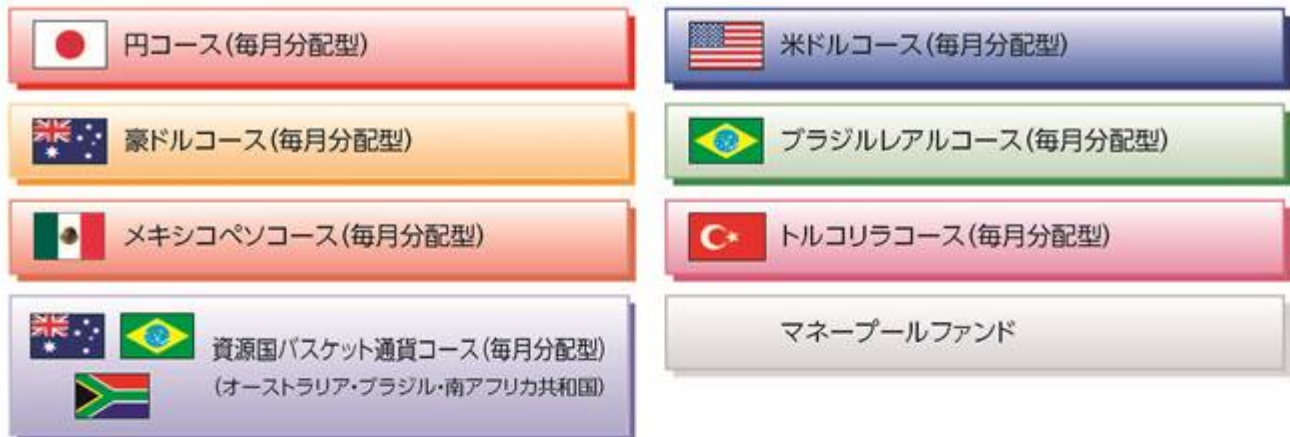 円コース(毎月分配型)
米ドルコース(毎月分配型)
豪ドルコース(毎月分配型)
ブラジルレアルコース(毎月分配型)
メキシコペソコース(毎月分配型)
トルコリラコース(毎月分配型)
資源国バスケット通貨コース(毎月分配型)
(オーストラリア・ブラジル・南アフリカ共和国)
マネープールファンド